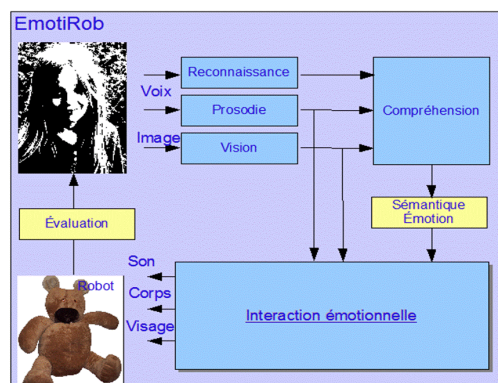 EmotiRob
Reconnaissance
Voix
Prosodie
Compréhension
Image
Vision
Sémantique
Émotion
Évaluation
Son
Robot
Corps
Interaction émotionnelle
Visage